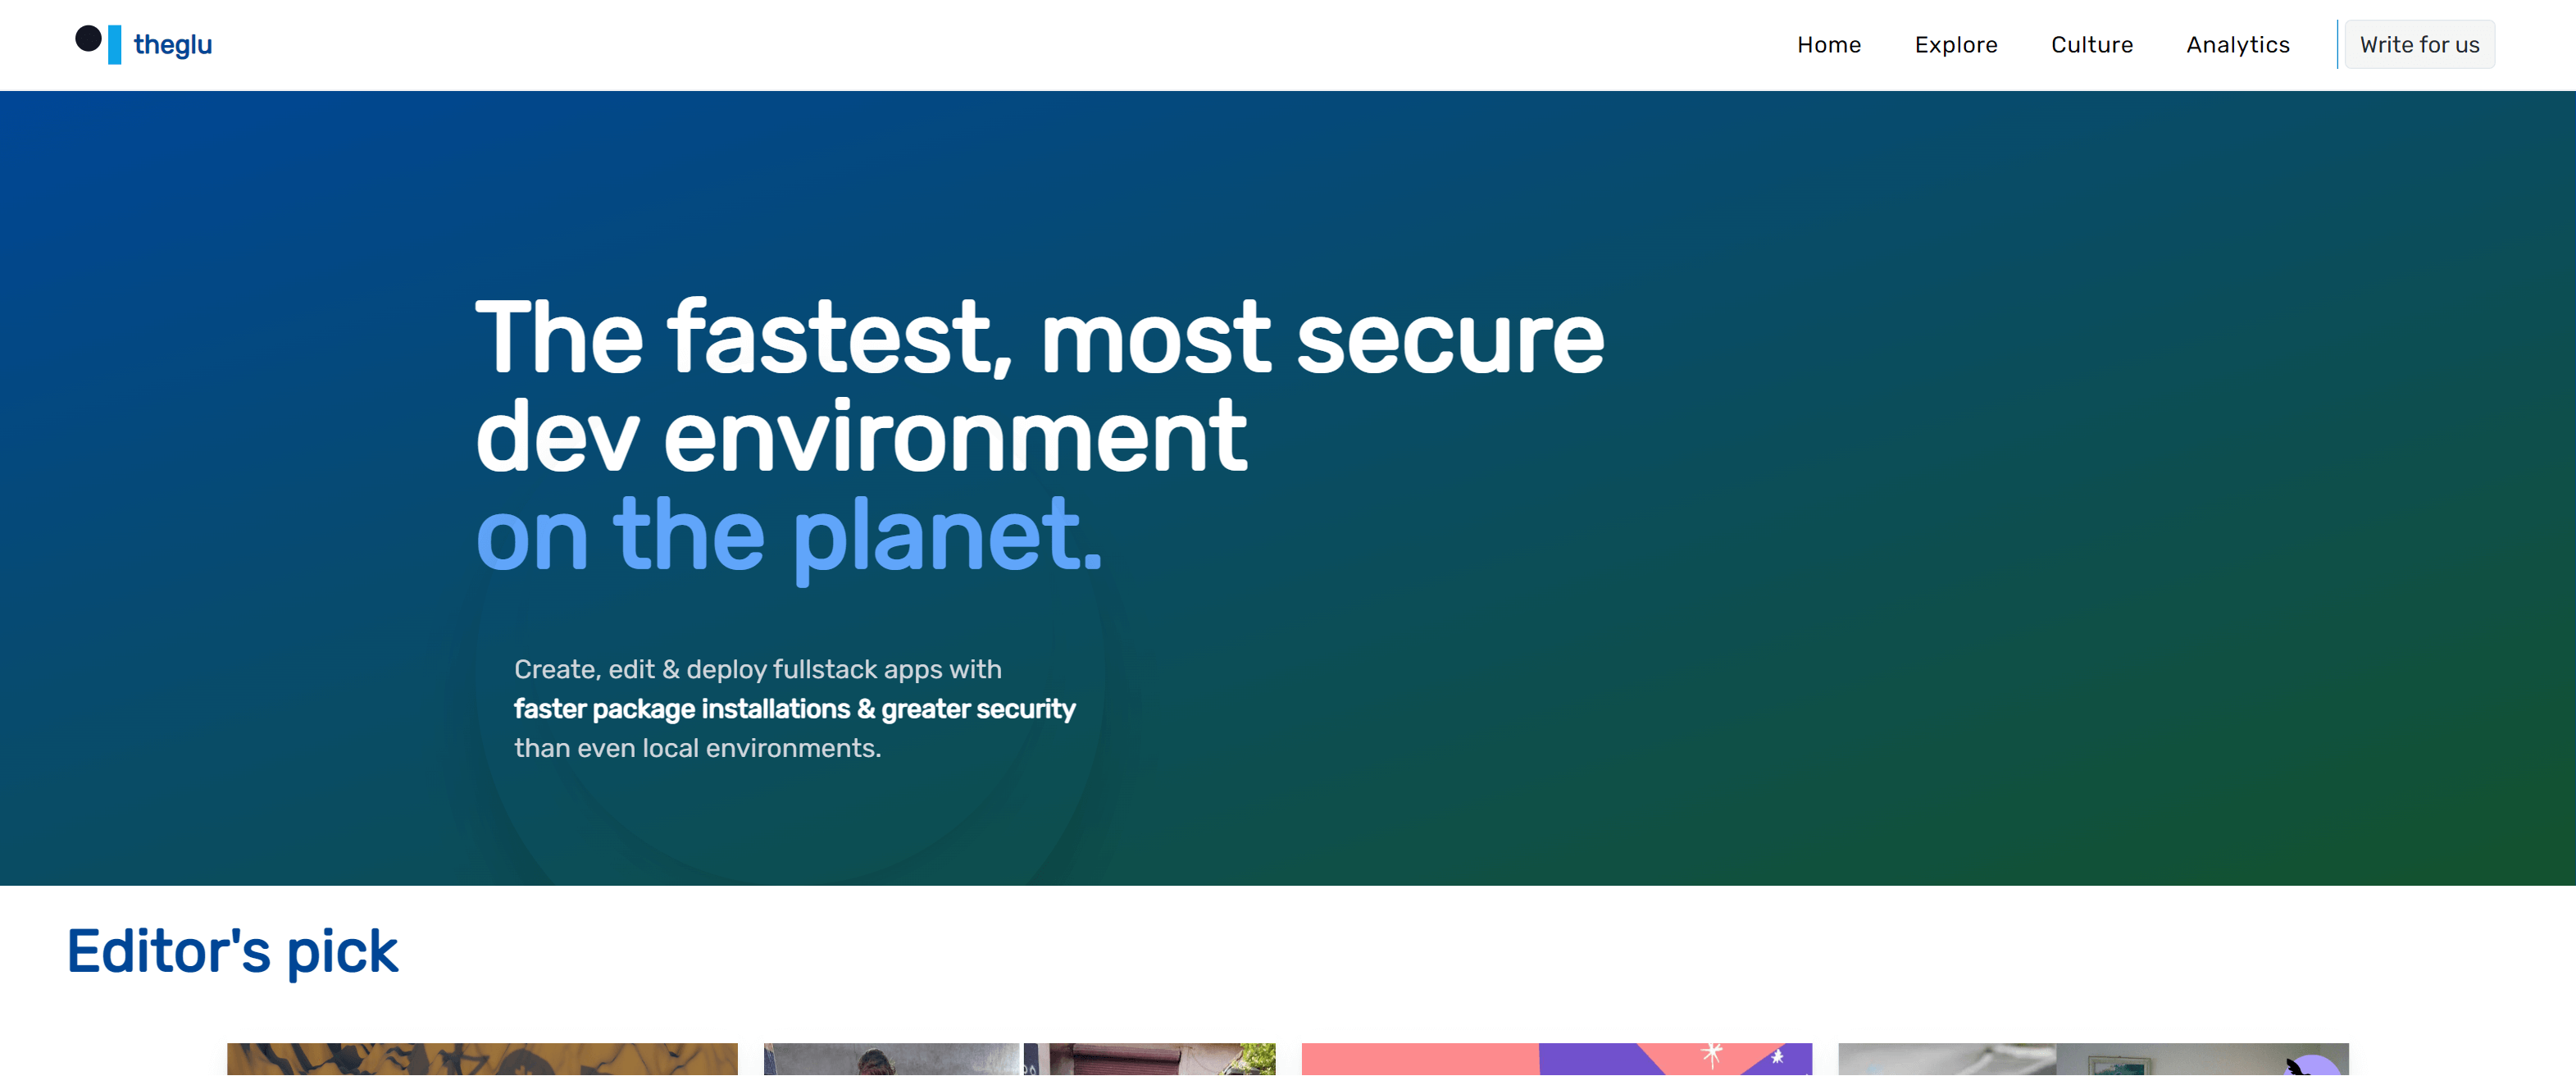 theglu
Home
Explore
Culture
Analytics
Write for us
The fastest, most secure
dev environment
on the planet.
Create, edit & deploy fullstack apps with
faster package installations & greater security
than even local environments.
Editor's pick